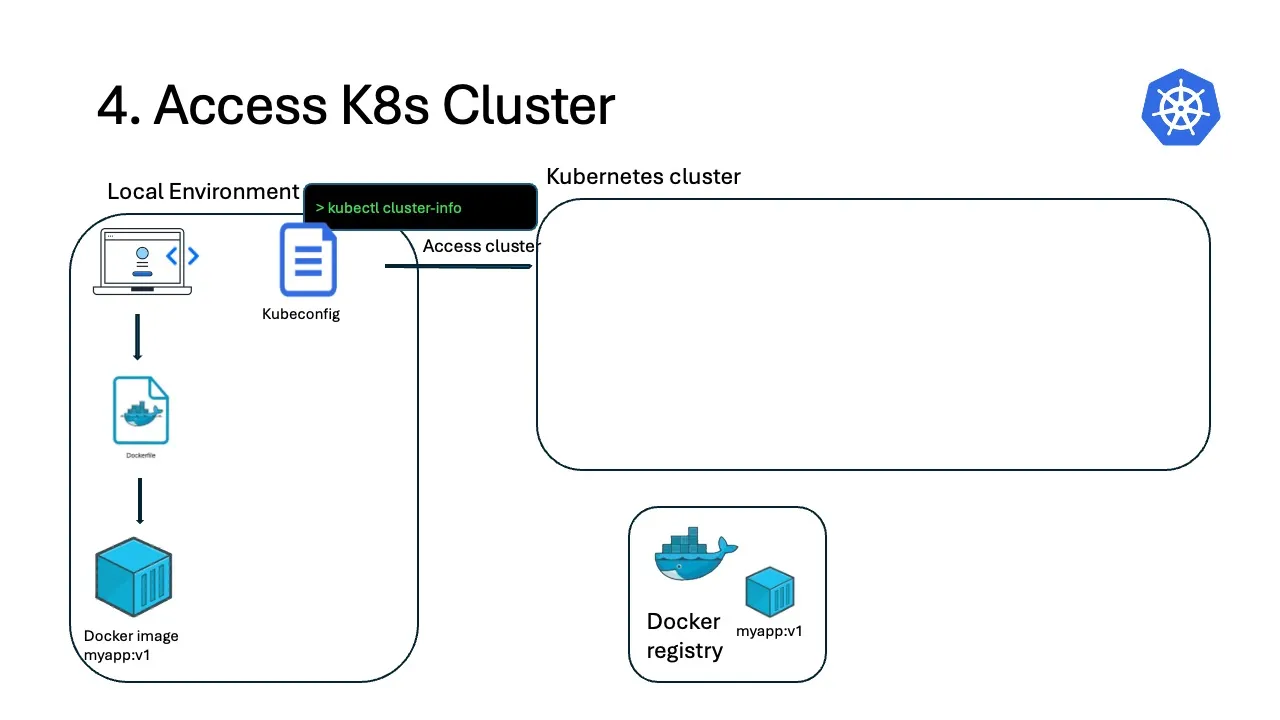 4. Access K8s Cluster
Local Environment
> kubectl cluster-info
Kubernetes cluster
Access cluster
Kubeconfig
Dockerfile
Docker image
myapp:v1
Docker
registry
myapp:v1